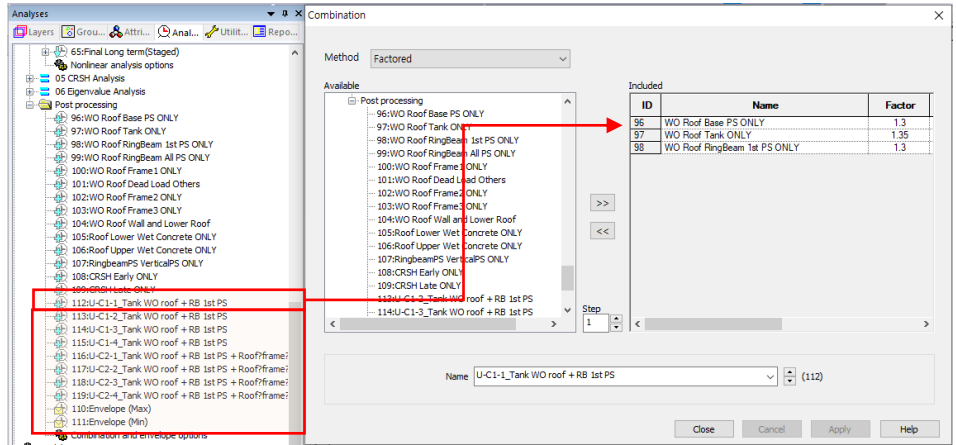 Analyses
Layers Grou... Attri... Anal... Utilit... Repo...
65:Final Long term(Staged)
Nonlinear analysis options
05 CRSH Analysis
06 Eigenvalue Analysis
Post processing
96:WO Roof Base PS ONLY
97:WO Roof Tank ONLY
98:WO Roof RingBeam 1st PS ONLY
99:WO Roof RingBeam All PS ONLY
100:WO Roof Frame1 ONLY
101:WO Roof Dead Load Others
102:WO Roof Frame2 ONLY
103:WO Roof Frame3 ONLY
104:WO Roof Wall and Lower Roof
105:Roof Lower Wet Concrete ONLY
106:Roof Upper Wet Concrete ONLY
107:RingbeamPS VerticalPS ONLY
108:CRSH Early ONLY
109:CRSH Late ONLY
112:U-C1-1_Tank WO roof + RB 1st PS
113:U-C1-2_Tank WO roof + RB 1st PS
114:U-C1-3_Tank WO roof + RB 1st PS
115:U-C1-4_Tank WO roof + RB 1st PS
116:U-C2-1_Tank WO roof + RB 1st PS + Roof?frame?
117:U-C2-2_Tank WO roof + RB 1st PS + Roof?frame?
118:U-C2-3_Tank WO roof + RB 1st PS + Roof?frame?
119:U-C2-4_Tank WO roof + RB 1st PS + Roof?frame?
110:Envelope (Max)
111:Envelope (Min)
Combination and envelope options
Combination
Method Factored
Available
Post processing
96:WO Roof Base PS ONLY
97:WO Roof Tank ONLY
98:WO Roof RingBeam 1st PS ONLY
99:WO Roof RingBeam All PS ONLY
100:WO Roof Frame1 ONLY
101:WO Roof Dead Load Others
102:WO Roof Frame2 ONLY
103:WO Roof Frame3 ONLY
104:WO Roof Wall and Lower Roof
105:Roof Lower Wet Concrete ONLY
106:Roof Upper Wet Concrete ONLY
107:RingbeamPS VerticalPS ONLY
108:CRSH Early ONLY
109:CRSH Late ONLY
113:U-C1-2_Tank WO roof + RB 1st PS
114:U-C1-3_Tank WO roof + RB 1st PS
>>
<<
Step
1
Included
ID Name Factor
96 WO Roof Base PS ONLY 1.3
97 WO Roof Tank ONLY 1.35
98 WO Roof RingBeam 1st PS ONLY 1.3
Name U-C1-1_Tank WO roof + RB 1st PS (112)
Close Cancel Apply Help